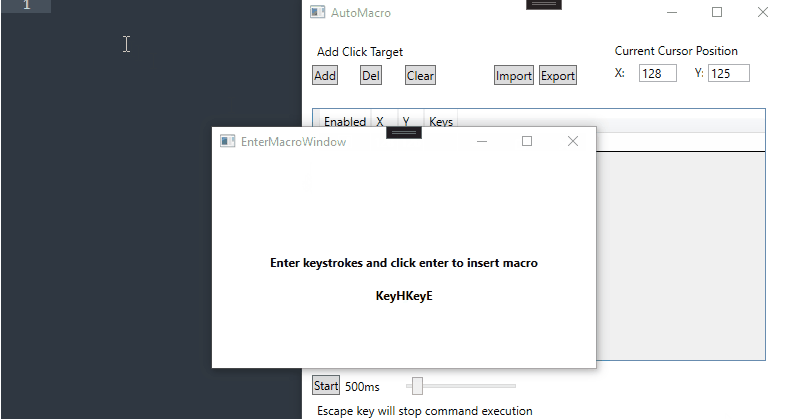 1
AutoMacro
Add Click Target
Current Cursor Position
Add Del Clear Import Export X: 128 Y: 125
Enabled X Y Keys
EnterMacroWindow
Enter keystrokes and click enter to insert macro
KeyHKeyE
Start 500ms
Escape key will stop command execution